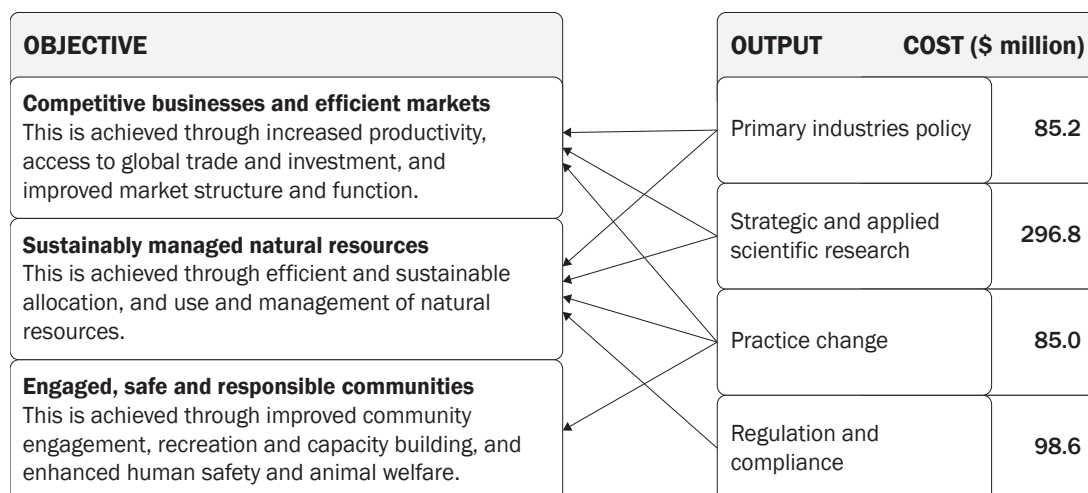 OBJECTIVE
Competitive businesses and efficient markets
This is achieved through increased productivity,
access to global trade and investment, and
improved market structure and function.
Sustainably managed natural resources
This is achieved through efficient and sustainable
allocation, and use and management of natural
resources.
Engaged, safe and responsible communities
This is achieved through improved community
engagement, recreation and capacity building, and
enhanced human safety and animal welfare.
OUTPUT COST ($ million)
Primary industries policy 85.2
Strategic and applied
scientific research 296.8
Practice change 85.0
Regulation and
compliance 98.6